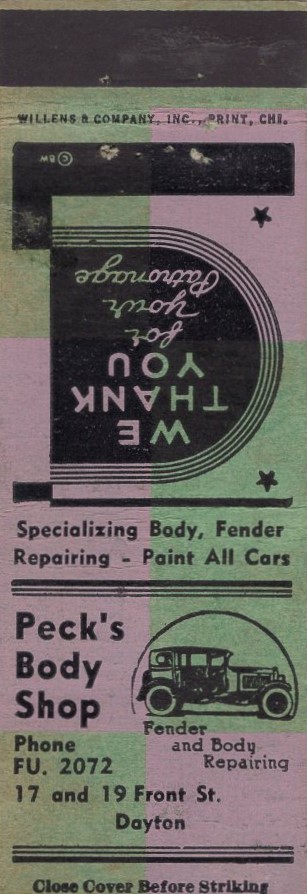 WILLENS & COMPANY, INC., PRINT, CHI.
© BW
WE
THANK
YOU
for
your
Patronage
Specializing Body, Fender
Repairing - Paint All Cars
Peck's
Body
Shop
Fender
and Body
Repairing
Phone
FU. 2072
17 and 19 Front St.
Dayton
Close Cover Before Striking